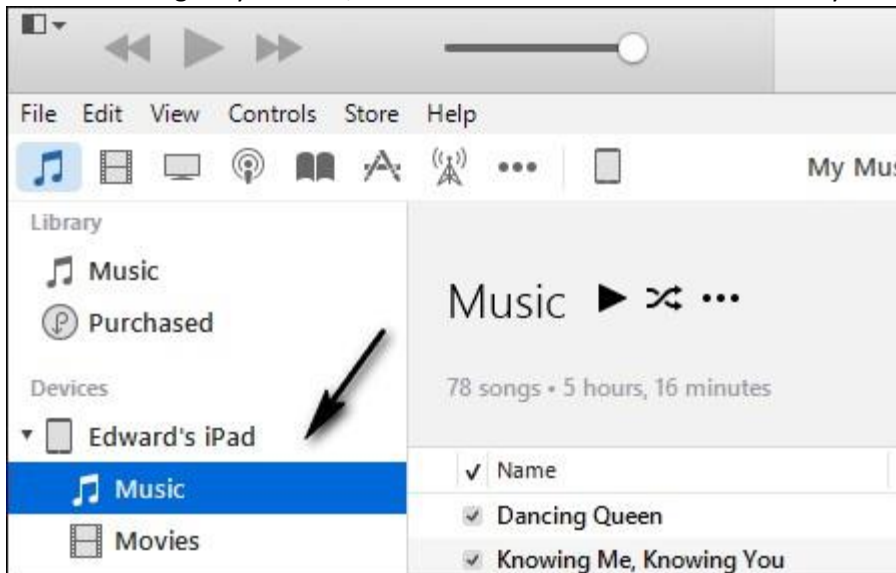 File Edit View Controls Store Help
My Mus
Library
Music
Purchased
Devices
Edward's iPad
Music
Movies
Music
78 songs • 5 hours, 16 minutes
Name
Dancing Queen
Knowing Me, Knowing You